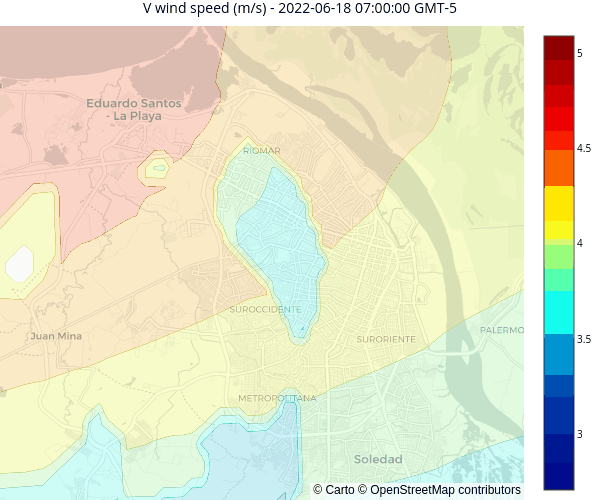 V wind speed (m/s) - 2022-06-18 07:00:00 GMT-5
5
Eduardo Santos
- La Playa
4.5
RIOMAR
4
SUROCCIDENTE
Juan Mina
SURORIENTE
PALERMO
3.5
METROPOLITANA
3
Soledad
© Carto © OpenStreetMap contributors